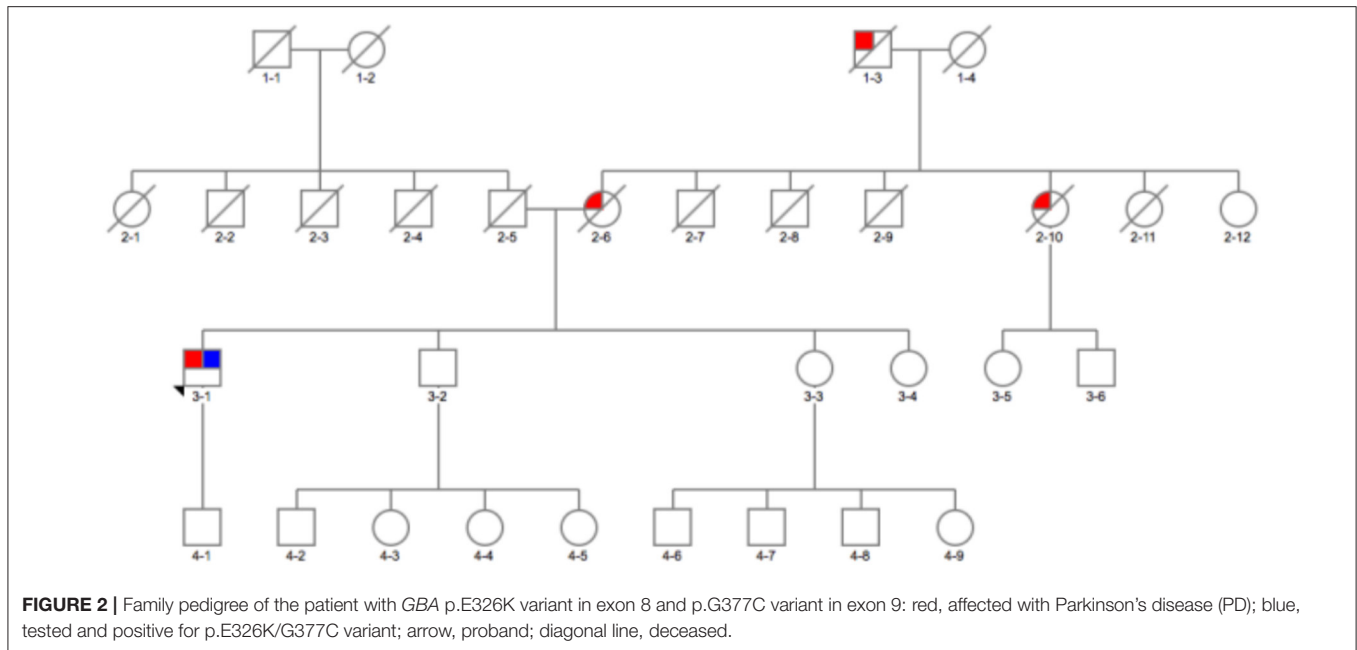 1-1 1-2 1-3 1-4
2-1 2-2 2-3 2-4 2-5 2-6 2-7 2-8 2-9 2-10 2-11 2-12
3-1 3-2 3-3 3-4 3-5 3-6
4-1 4-2 4-3 4-4 4-5 4-6 4-7 4-8 4-9
FIGURE 2 | Family pedigree of the patient with GBA p.E326K variant in exon 8 and p.G377C variant in exon 9: red, affected with Parkinson's disease (PD); blue,
tested and positive for p.E326K/G377C variant; arrow, proband; diagonal line, deceased.